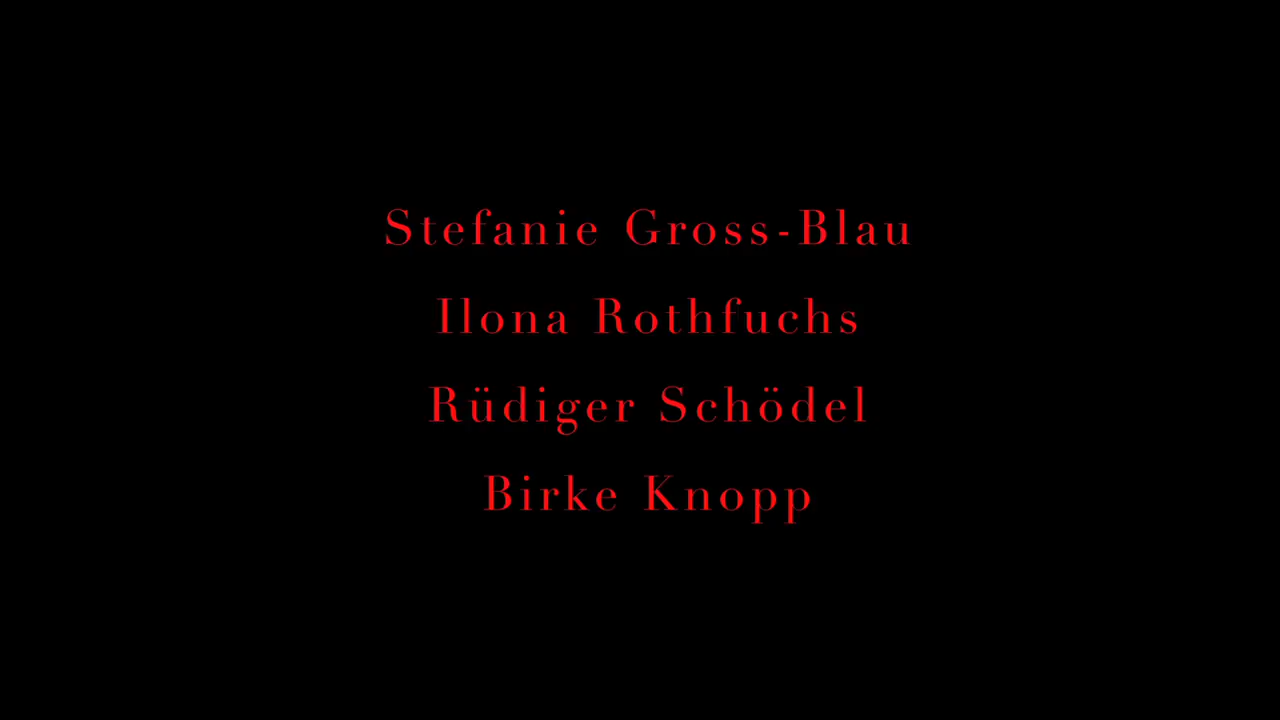 Stefanie Gross-Blau
Ilona Rothfuchs
Rüdiger Schödel
Birke Knopp